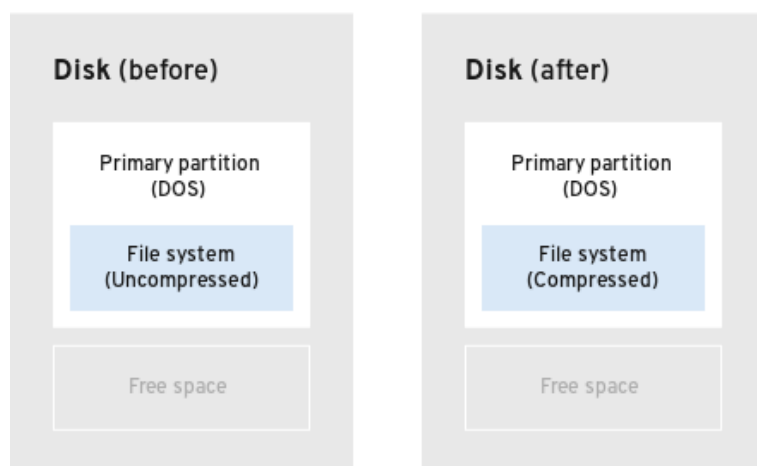 Disk (before)
Primary partition
(DOS)
File system
(Uncompressed)
Free space
Disk (after)
Primary partition
(DOS)
File system
(Compressed)
Free space